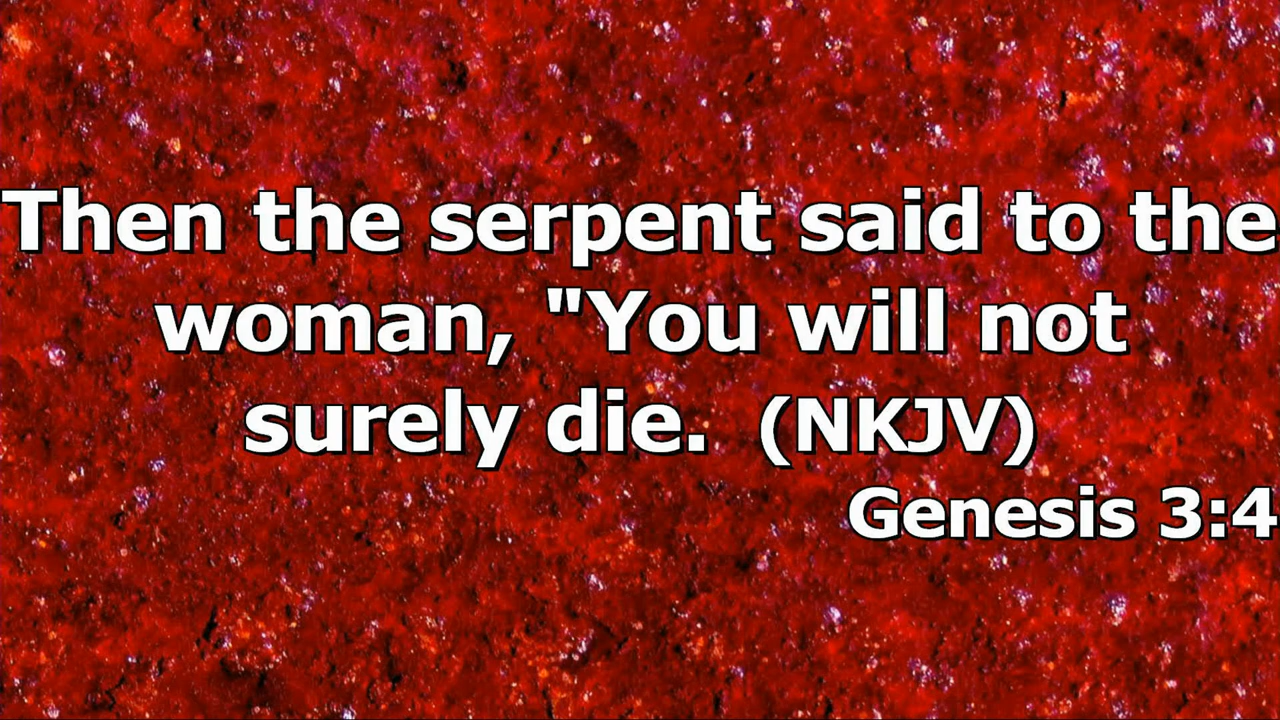 Then the serpent said to the
woman, "You will not
surely die.  (NKJV)
Genesis 3:4